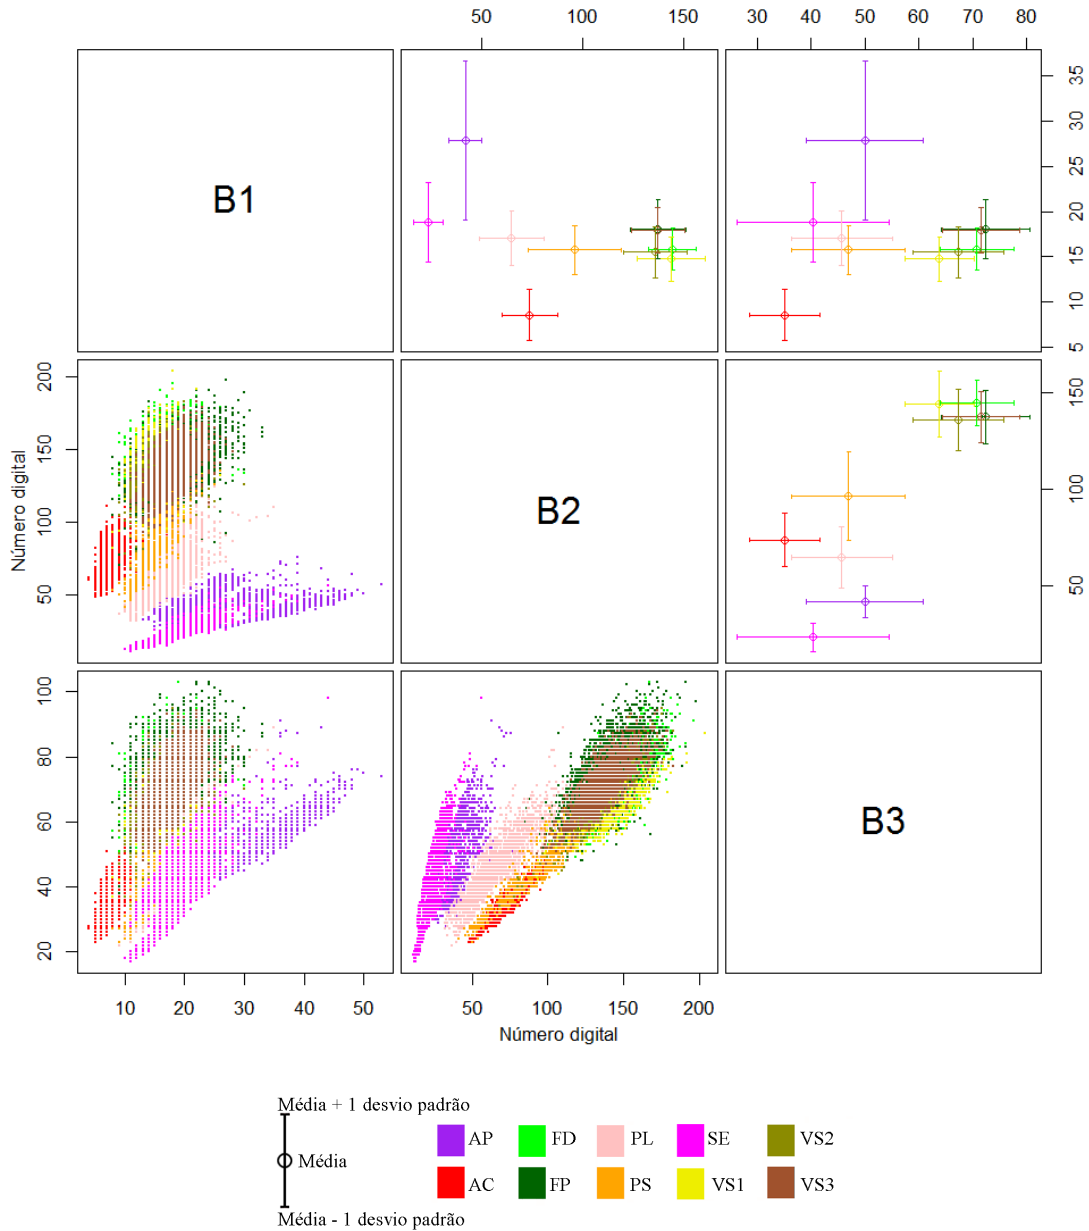 50 100 150
30 40 50 60 70 80
B1
5 10 15 20 25 30 35
Número digital
50 100 150 200
B2
50 100 150
20 40 60 80 100
B3
10 20 30 40 50
50 100 150 200
Número digital
Média + 1 desvio padrão
Média
Média - 1 desvio padrão
AP FD PL SE VS2
AC FP PS VS1 VS3